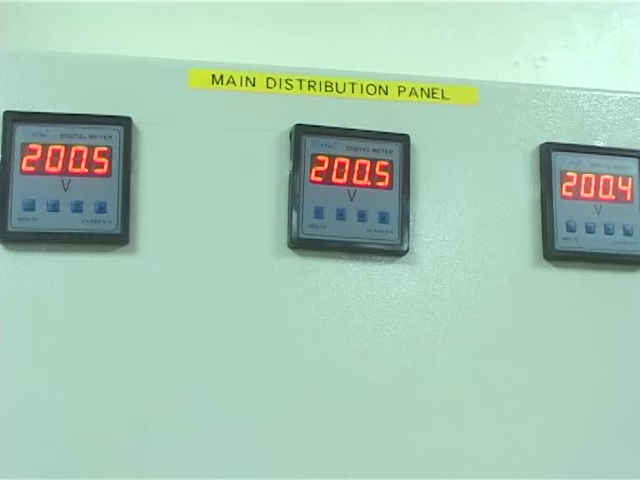 MAIN DISTRIBUTION PANEL
DIGITAL METER
200.5
V
DIGITAL METER
200.5
V
200.4
V